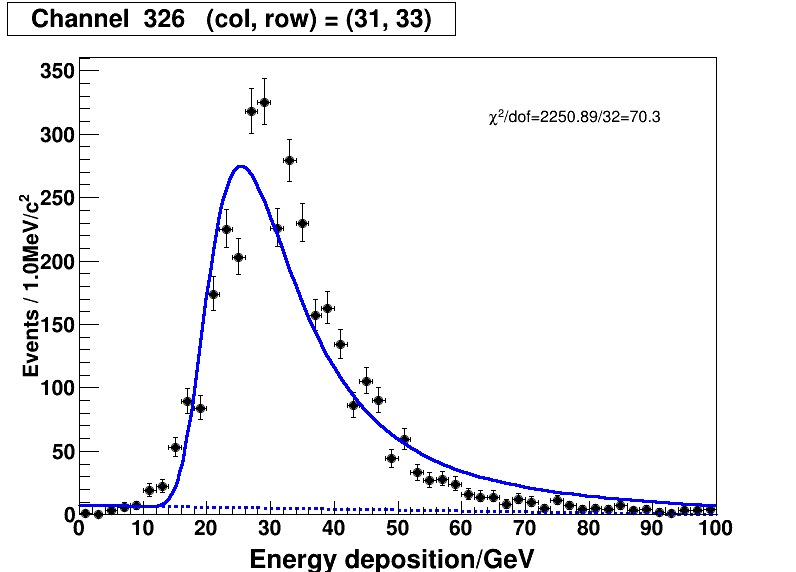 Channel  326   (col, row) = (31, 33)
χ²/dof=2250.89/32=70.3
Events / 1.0MeV/c²
350
300
250
200
150
100
50
0
0 10 20 30 40 50 60 70 80 90 100
Energy deposition/GeV